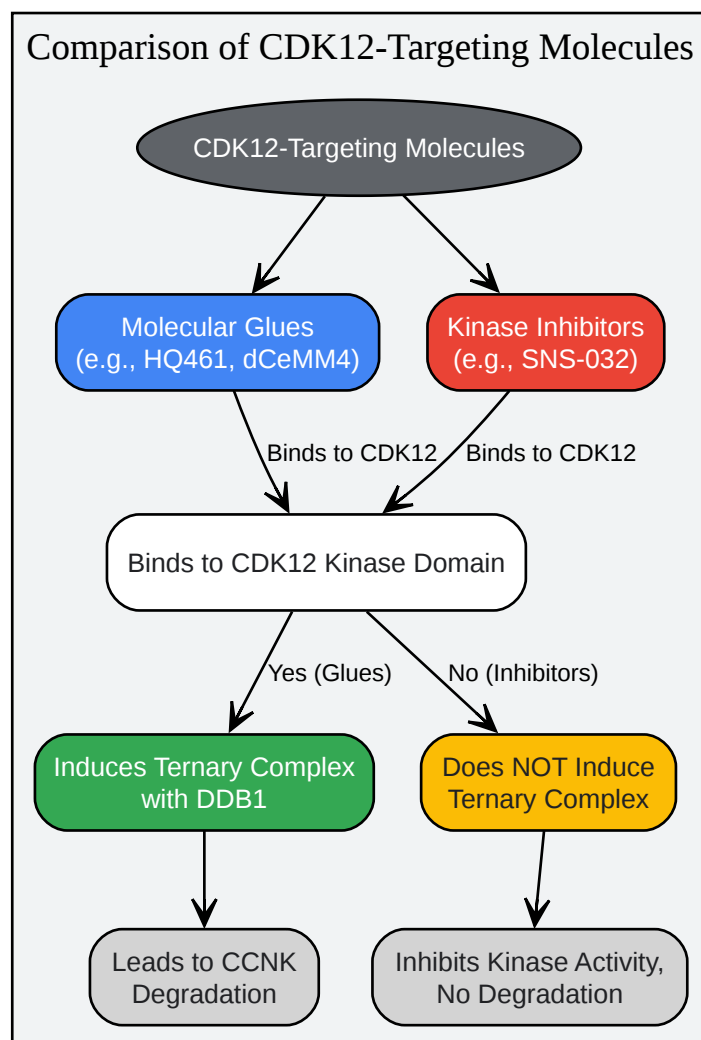 Comparison of CDK12-Targeting Molecules
CDK12-Targeting Molecules
Molecular Glues
(e.g., HQ461, dCeMM4)
Kinase Inhibitors
(e.g., SNS-032)
Binds to CDK12
Binds to CDK12
Binds to CDK12 Kinase Domain
Yes (Glues)
No (Inhibitors)
Induces Ternary Complex
with DDB1
Does NOT Induce
Ternary Complex
Leads to CCNK
Degradation
Inhibits Kinase Activity,
No Degradation